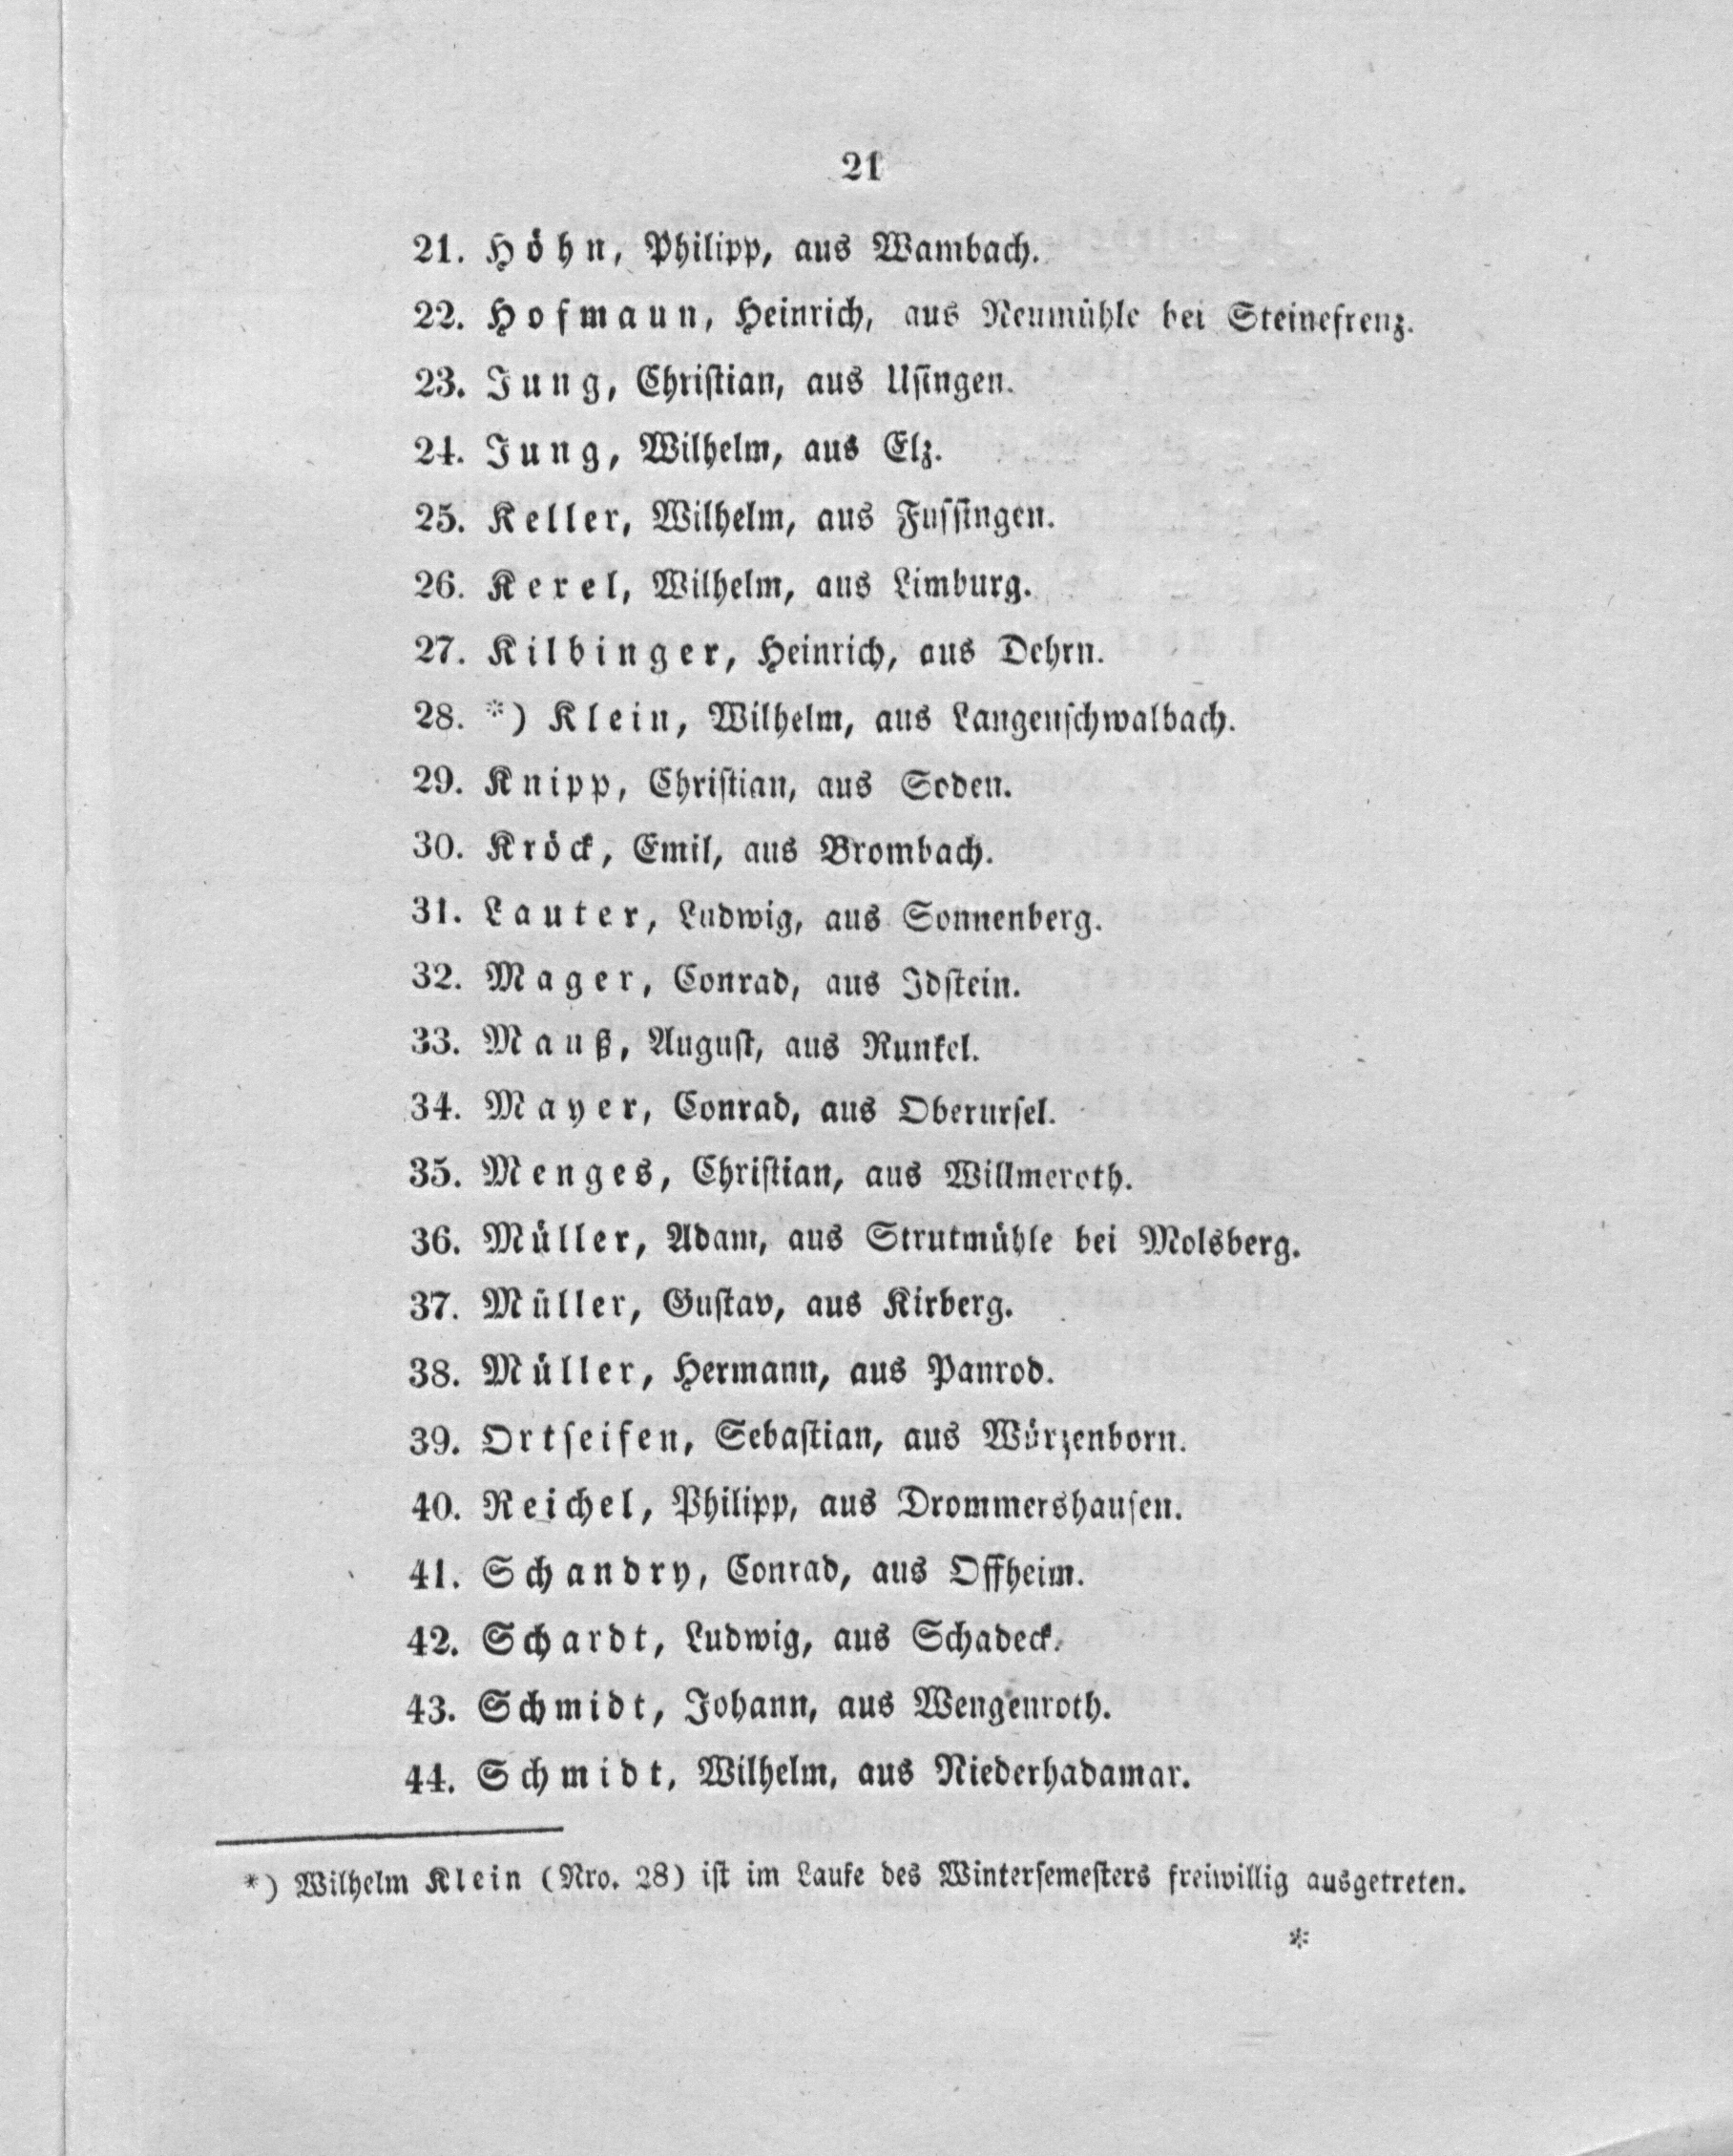 21
21. Höhn, Philipp, aus Wambach.
22. Hofmann, Heinrich, aus Neumühle bei Steinefrenz.
23. Jung, Christian, aus Usingen.
24. Jung, Wilhelm, aus Elz.
25. Keller, Wilhelm, aus Fussingen.
26. Kerel, Wilhelm, aus Limburg.
27. Kilbinger, Heinrich, aus Dehrn.
28. *) Klein, Wilhelm, aus Langenschwalbach.
29. Knipp, Christian, aus Soden.
30. Kröck, Emil, aus Brombach.
31. Lauter, Ludwig, aus Sonnenberg.
32. Mager, Conrad, aus Idstein.
33. Mauß, August, aus Runkel.
34. Mayer, Conrad, aus Oberursel.
35. Menges, Christian, aus Willmeroth.
36. Müller, Adam, aus Strutmühle bei Molsberg.
37. Müller, Gustav, aus Kirberg.
38. Müller, Hermann, aus Panrod.
39. Ortseifen, Sebastian, aus Würzenborn.
40. Reichel, Philipp, aus Drommershausen.
41. Schandry, Conrad, aus Offheim.
42. Schardt, Ludwig, aus Schadeck.
43. Schmidt, Johann, aus Wengenroth.
44. Schmidt, Wilhelm, aus Niederhadamar.
*) Wilhelm Klein (Nro. 28) ist im Laufe des Wintersemesters freiwillig ausgetreten.
*